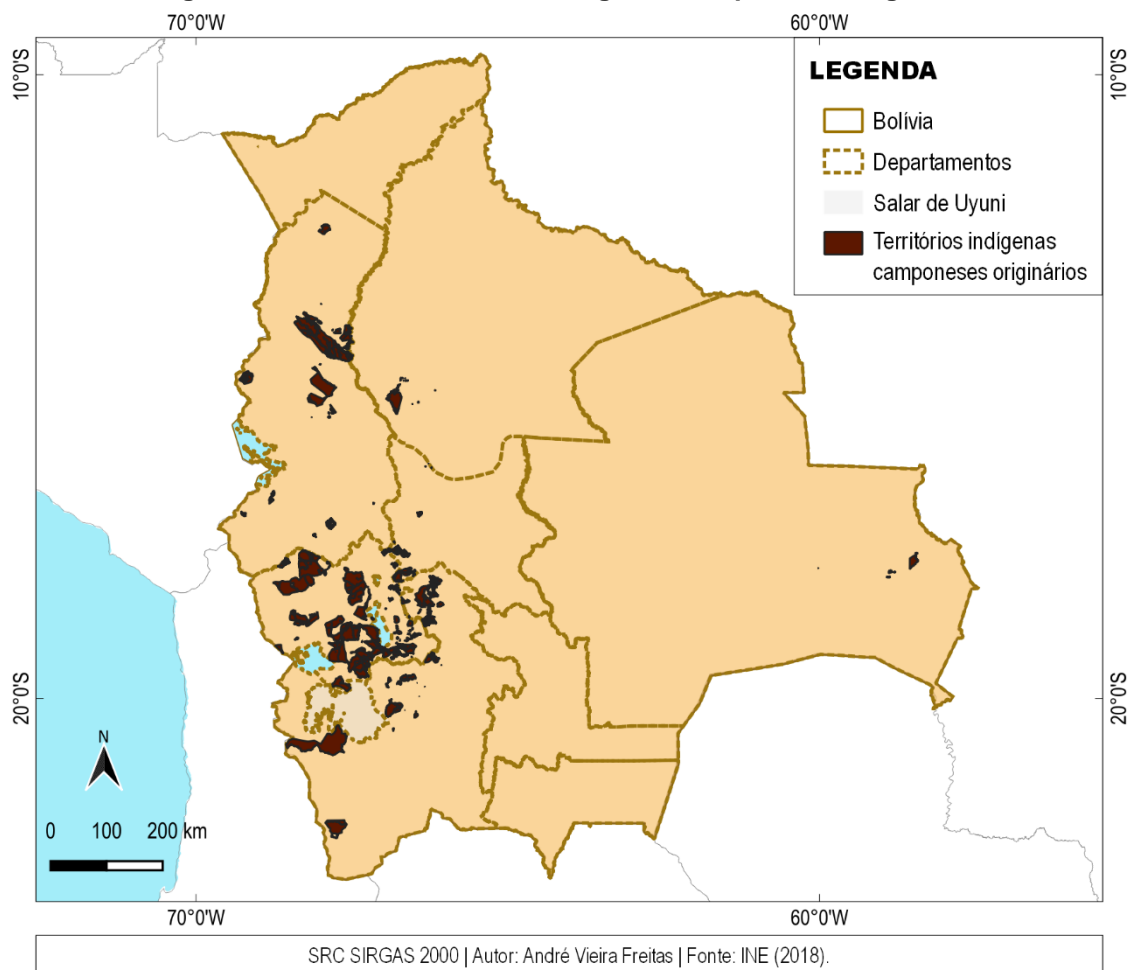 70°0'W
60°0'W
10°0'S
10°0'S
LEGENDA
Bolívia
Departamentos
Salar de Uyuni
Territórios indígenas
camponeses originários
20°0'S
20°0'S
N
0 100 200 km
70°0'W
60°0'W
SRC SIRGAS 2000 | Autor: André Vieira Freitas | Fonte: INE (2018).